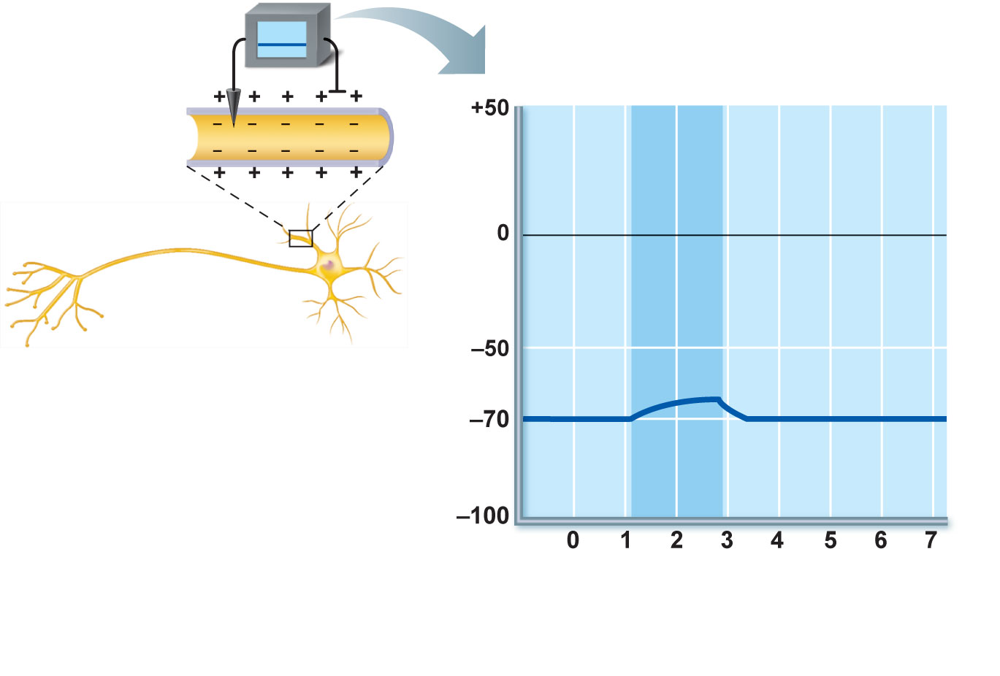 + + + + +
– – – – –
– – – – –
+ + + + +
+50
0
–50
–70
–100
0 1 2 3 4 5 6 7